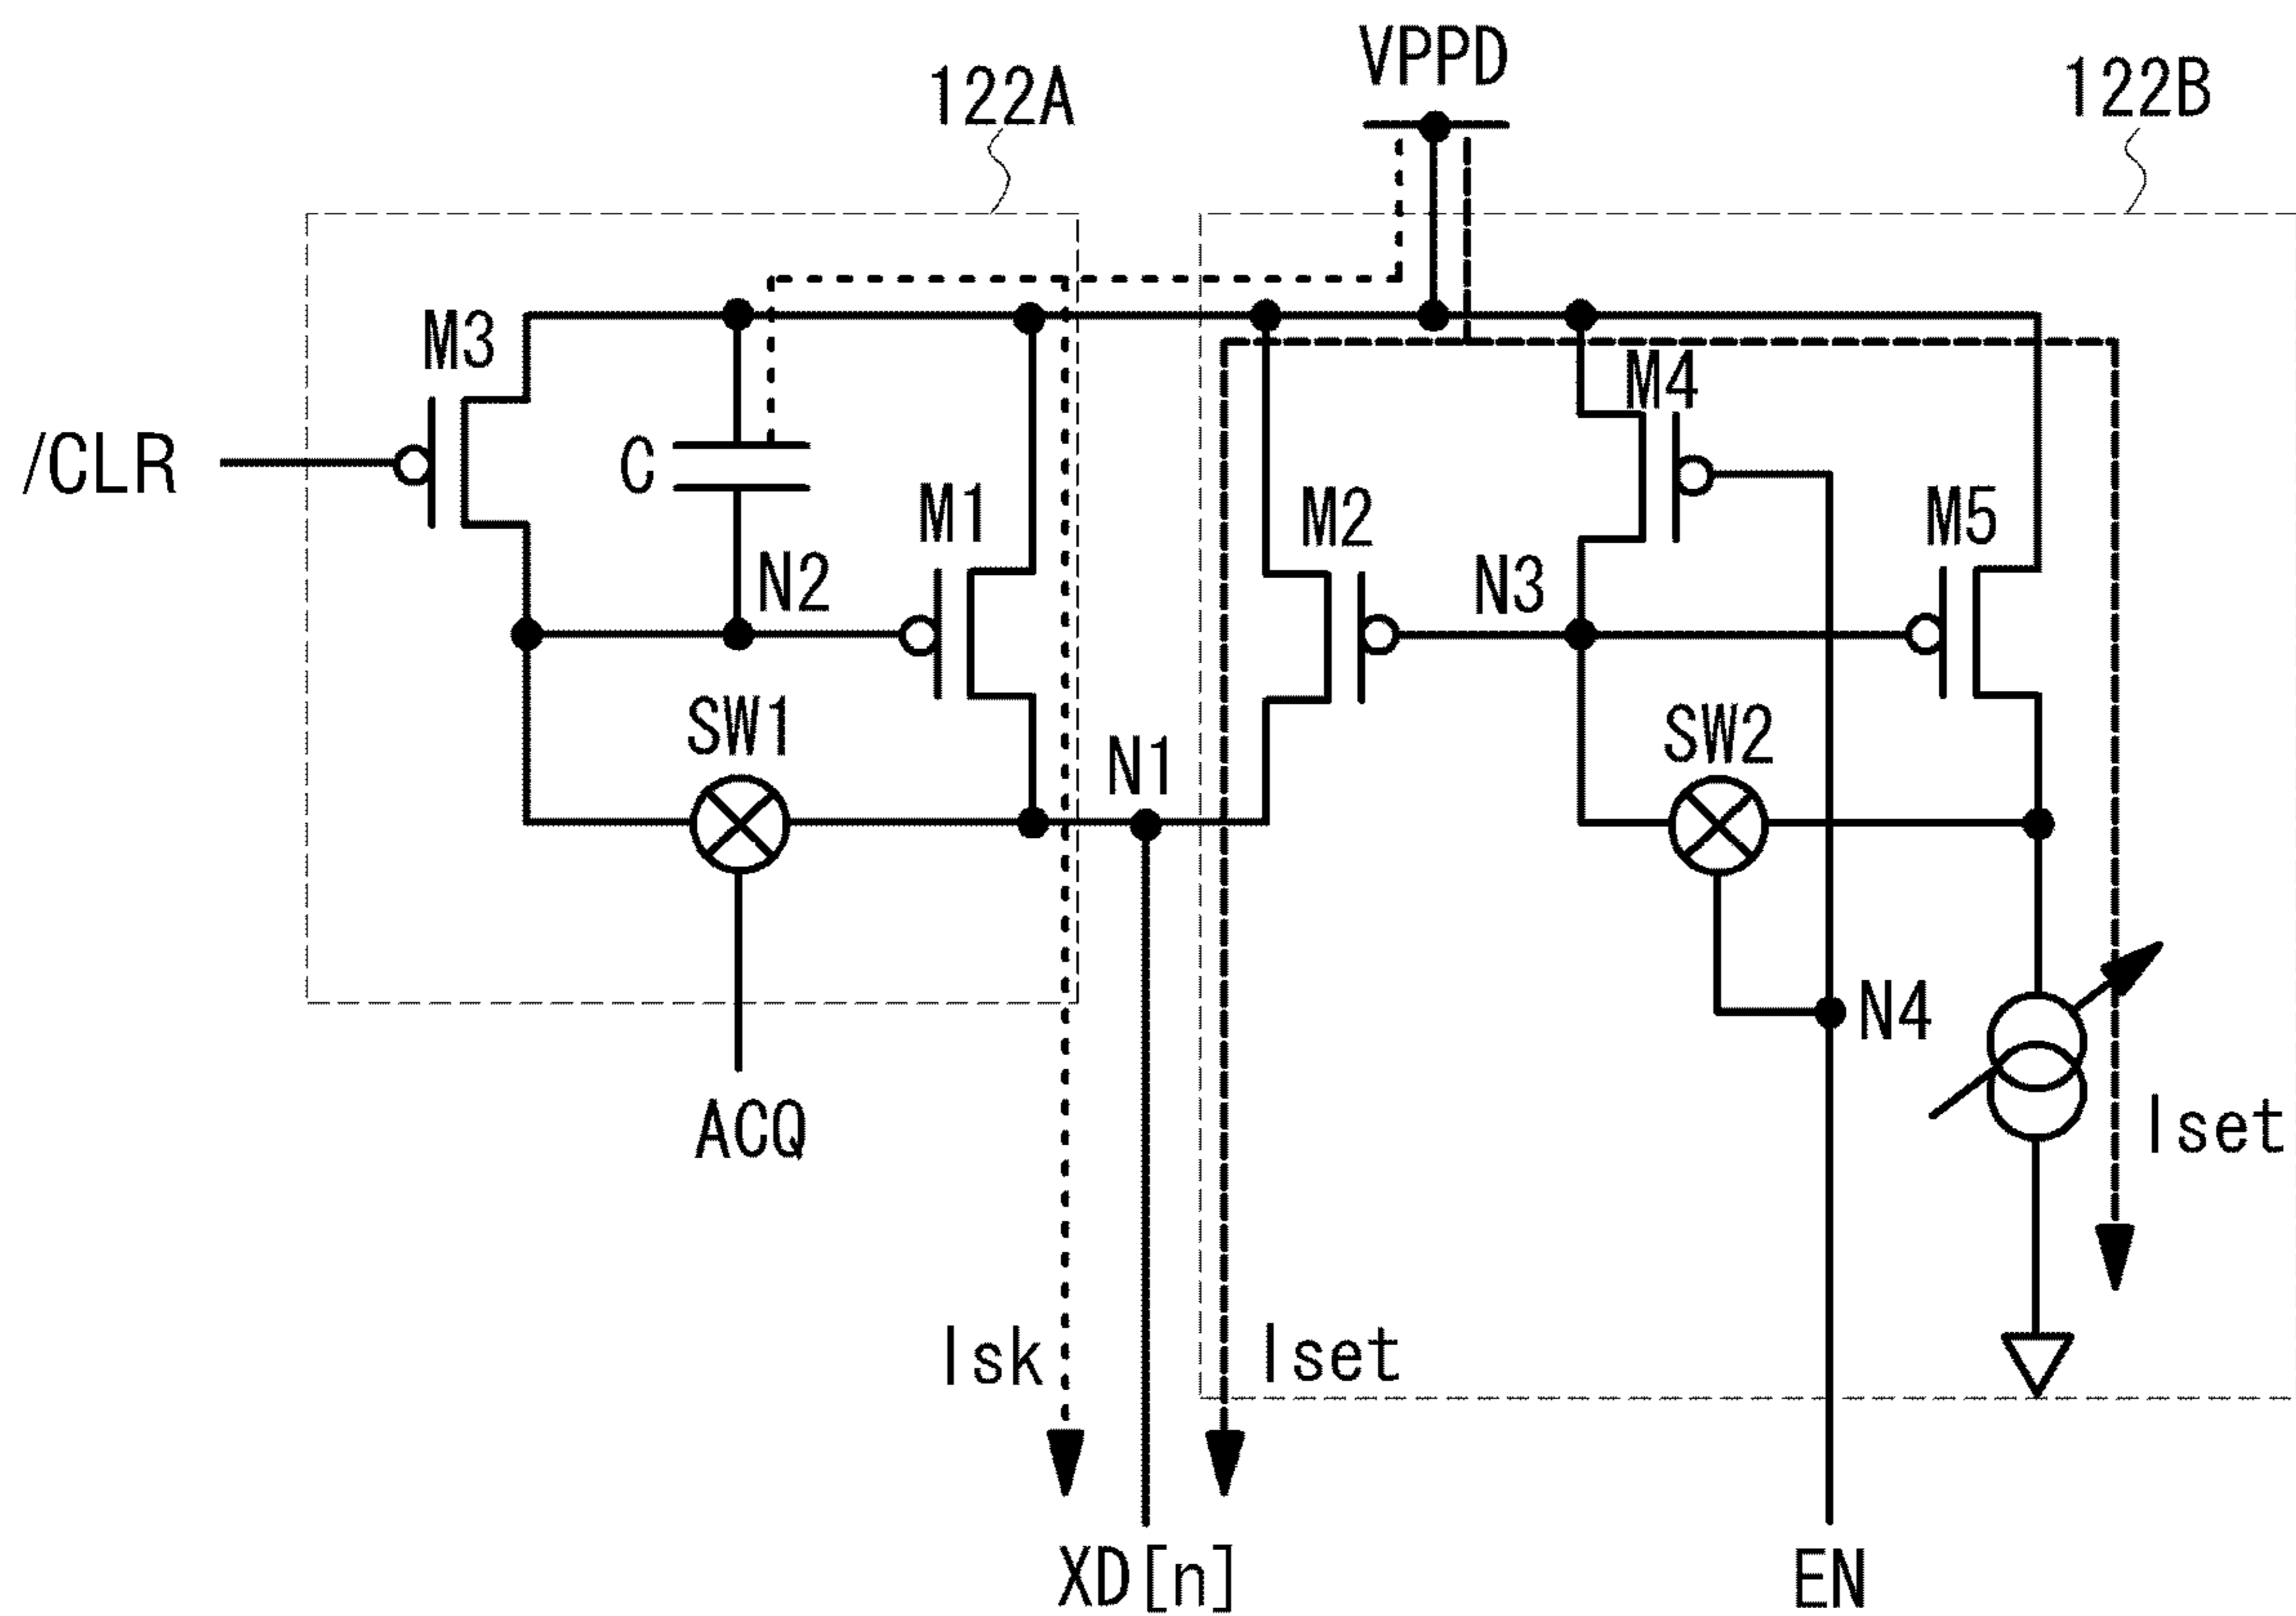 VPPD
122A
122B
M3
M4
/CLR
C
M1
M2
M5
N2
N3
SW1
SW2
N1
N4
ACQ
Iset
Isk
Iset
XD[n]
EN